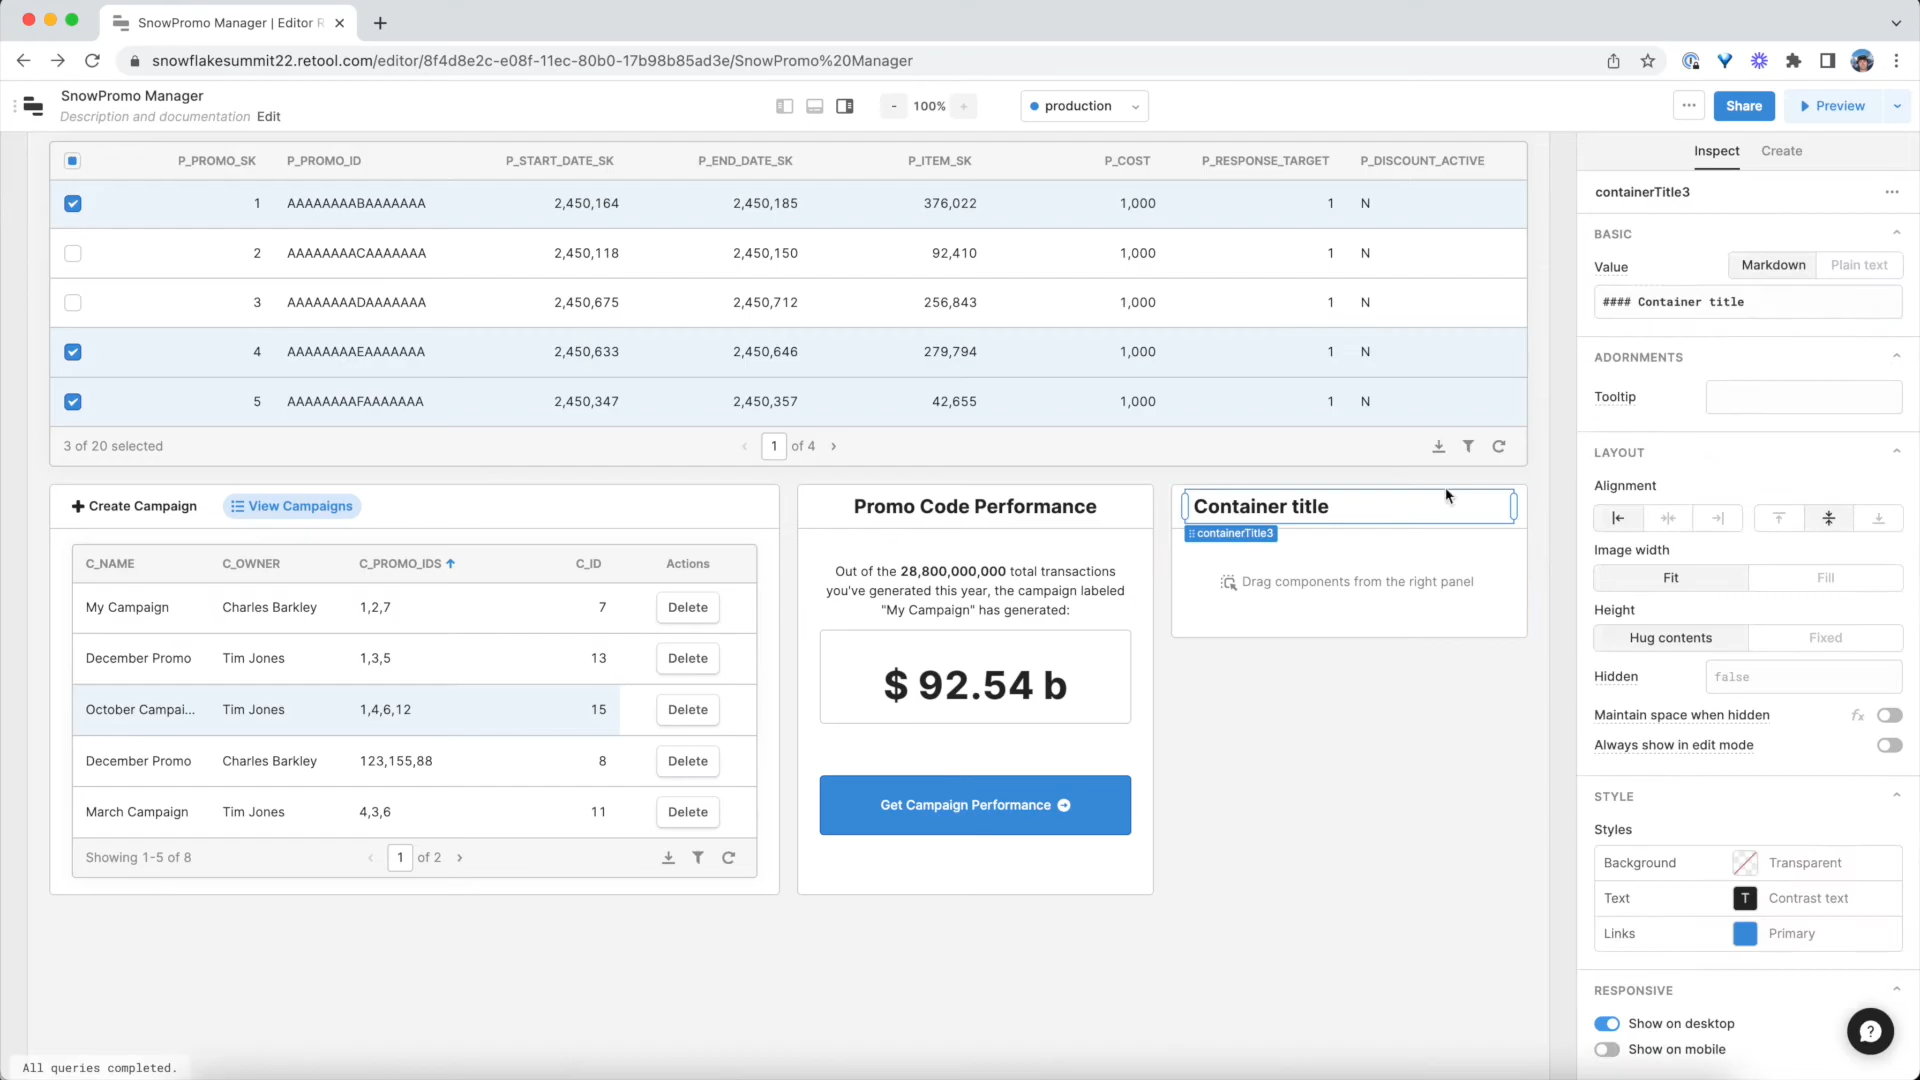 SnowPromo Manager | Editor R
snowflakesummit22.retool.com/editor/8f4d8e2c-e08f-11ec-80b0-17b98b85ad3e/SnowPromo%20Manager
SnowPromo Manager
Description and documentation Edit
- 100% +
production
Share
Preview
P_PROMO_SK P_PROMO_ID P_START_DATE_SK P_END_DATE_SK P_ITEM_SK P_COST P_RESPONSE_TARGET P_DISCOUNT_ACTIVE
1 AAAAAAAABAAAAAAA 2,450,164 2,450,185 376,022 1,000 1 N
2 AAAAAAAACAAAAAAA 2,450,118 2,450,150 92,410 1,000 1 N
3 AAAAAAAADAAAAAAA 2,450,675 2,450,712 256,843 1,000 1 N
4 AAAAAAAAEAAAAAAA 2,450,633 2,450,646 279,794 1,000 1 N
5 AAAAAAAAFAAAAAAA 2,450,347 2,450,357 42,655 1,000 1 N
3 of 20 selected
1 of 4
Create Campaign
View Campaigns
C_NAME C_OWNER C_PROMO_IDS C_ID Actions
My Campaign Charles Barkley 1,2,7 7 Delete
December Promo Tim Jones 1,3,5 13 Delete
October Campai... Tim Jones 1,4,6,12 15 Delete
December Promo Charles Barkley 123,155,88 8 Delete
March Campaign Tim Jones 4,3,6 11 Delete
Showing 1-5 of 8
1 of 2
Promo Code Performance
Out of the 28,800,000,000 total transactions
you've generated this year, the campaign labeled
"My Campaign" has generated:
$ 92.54 b
Get Campaign Performance
Container title
containerTitle3
Drag components from the right panel
Inspect Create
containerTitle3
BASIC
Value
Markdown Plain text
#### Container title
ADORNMENTS
Tooltip
LAYOUT
Alignment
Image width
Fit Fill
Height
Hug contents Fixed
Hidden false
Maintain space when hidden fx
Always show in edit mode
STYLE
Styles
Background Transparent
Text T Contrast text
Links Primary
RESPONSIVE
Show on desktop
Show on mobile
?
All queries completed.